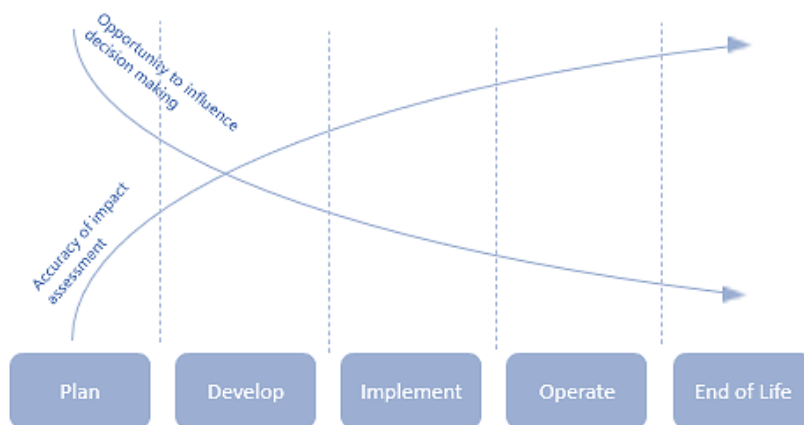 Opportunity to influence
decision making
Accuracy of impact
assessment
Plan
Develop
Implement
Operate
End of Life